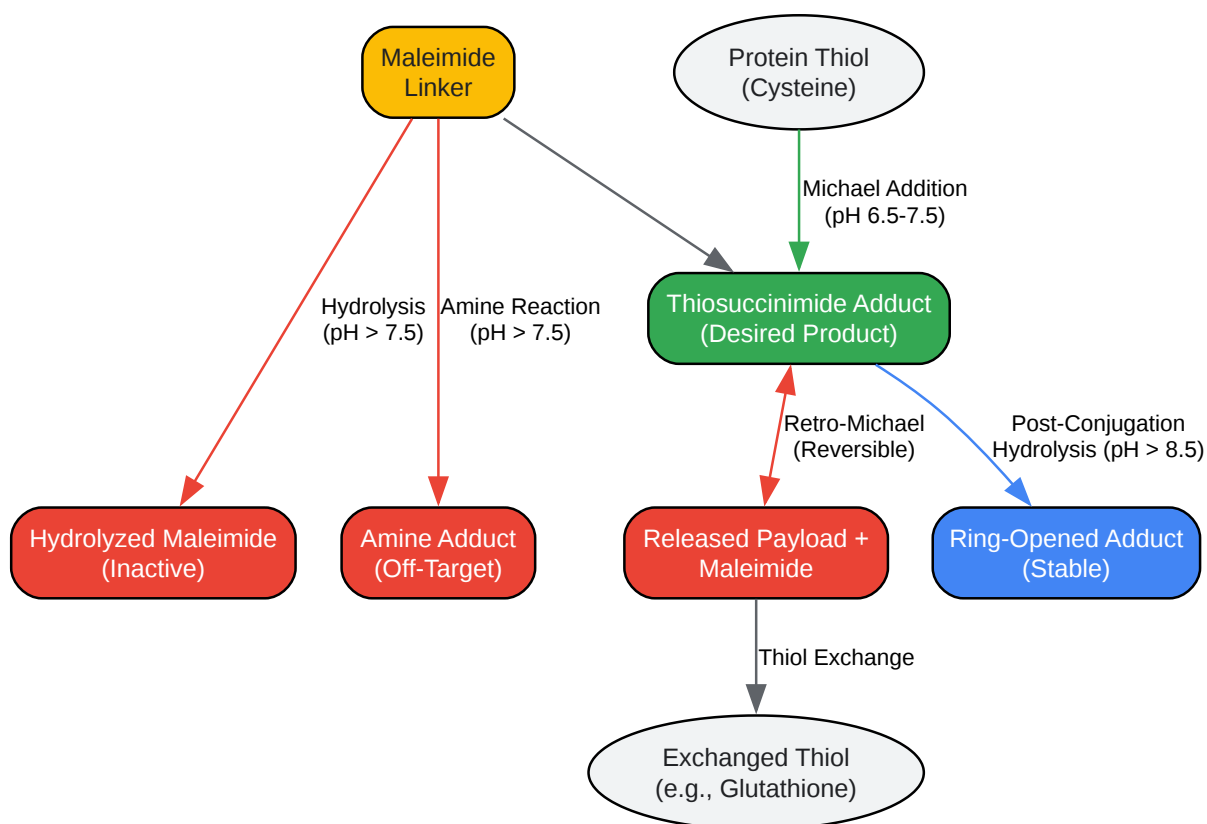 Maleimide
Linker
Protein Thiol
(Cysteine)
Michael Addition
(pH 6.5-7.5)
Hydrolysis
(pH > 7.5)
Amine Reaction
(pH > 7.5)
Thiosuccinimide Adduct
(Desired Product)
Retro-Michael
(Reversible)
Post-Conjugation
Hydrolysis (pH > 8.5)
Hydrolyzed Maleimide
(Inactive)
Amine Adduct
(Off-Target)
Released Payload +
Maleimide
Ring-Opened Adduct
(Stable)
Thiol Exchange
Exchanged Thiol
(e.g., Glutathione)